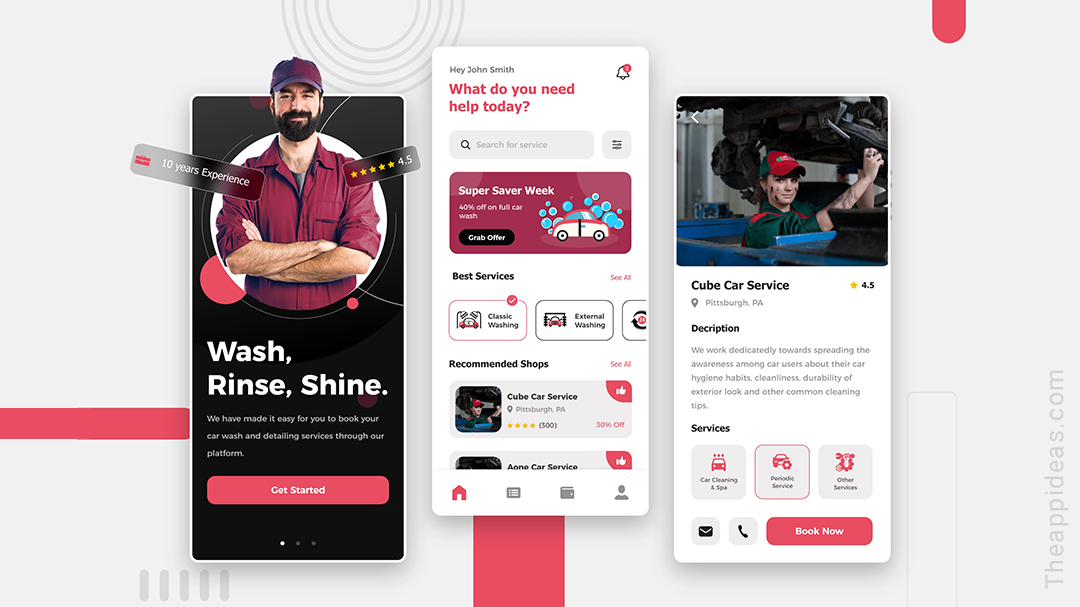 10 years Experience
4.5
Wash,
Rinse, Shine.
We have made it easy for you to book your
car wash and detailing services through our
platform.
Get Started
Hey John Smith
2
What do you need
help today?
Search for service
Super Saver Week
40% off on full car
wash
Grab Offer
Best Services
See All
Classic
Washing
External
Washing
24
Recommended Shops
See All
Cube Car Service
Pittsburgh, PA
(300)
30% Off
Aone Car Service
Cube Car Service
4.5
Pittsburgh, PA
Decription
We work dedicatedly towards spreading the
awareness among car users about their car
hygiene habits, cleanliness, durability of
exterior look and other common cleaning
tips.
Services
Car Cleaning
& Spa
Periodic
Service
Other
Services
Book Now
Theappideas.com